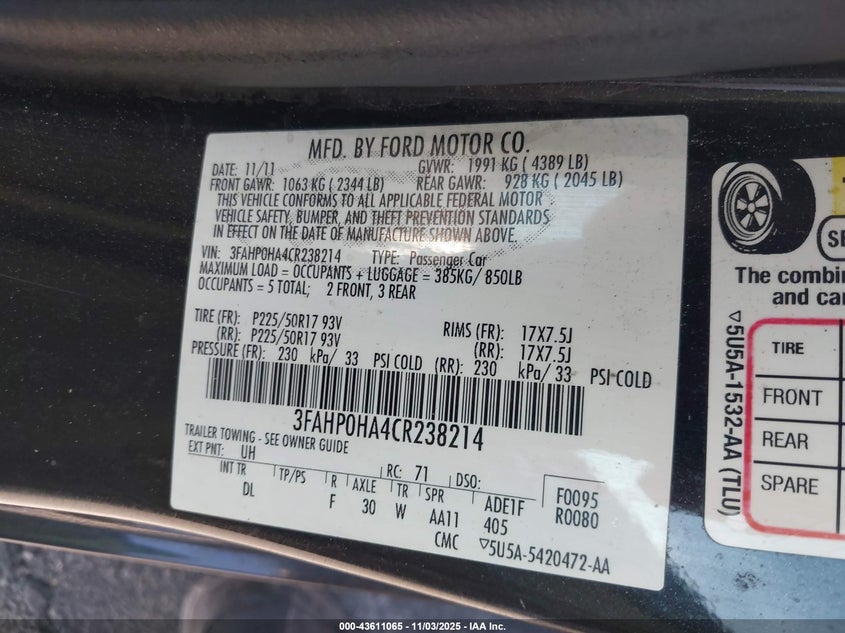 MFD. BY FORD MOTOR CO.
DATE: 11/11 GVWR: 1991 KG ( 4389 LB)
FRONT GAWR: 1063 KG ( 2344 LB) REAR GAWR: 928 KG ( 2045 LB)
THIS VEHICLE CONFORMS TO ALL APPLICABLE FEDERAL MOTOR
VEHICLE SAFETY, BUMPER, AND THEFT PREVENTION STANDARDS
IN EFFECT ON THE DATE OF MANUFACTURE SHOWN ABOVE.
VIN: 3FAHP0HA4CR238214 TYPE: Passenger Car
MAXIMUM LOAD = OCCUPANTS + LUGGAGE = 385KG/ 850LB
OCCUPANTS = 5 TOTAL; 2 FRONT, 3 REAR
TIRE (FR): P225/50R17 93V RIMS (FR): 17X7.5J
(RR): P225/50R17 93V (RR): 17X7.5J
PRESSURE (FR): 230 kPa/ 33 PSI COLD (RR): 230 kPa/ 33 PSI COLD
3FAHP0HA4CR238214
TRAILER TOWING - SEE OWNER GUIDE
EXT PNT: UH RC: 71 DSO:
INT TR TP/PS R AXLE TR SPR ADE1F F0095
DL F 30 W AA11 405 R0080
CMC ▽5U5A-5420472-AA
The combin
and car
TIRE
FRONT
REAR
SPARE
▽5U5A-1532-AA (TLU)
000-43611065 - 11/03/2025 - IAA Inc.